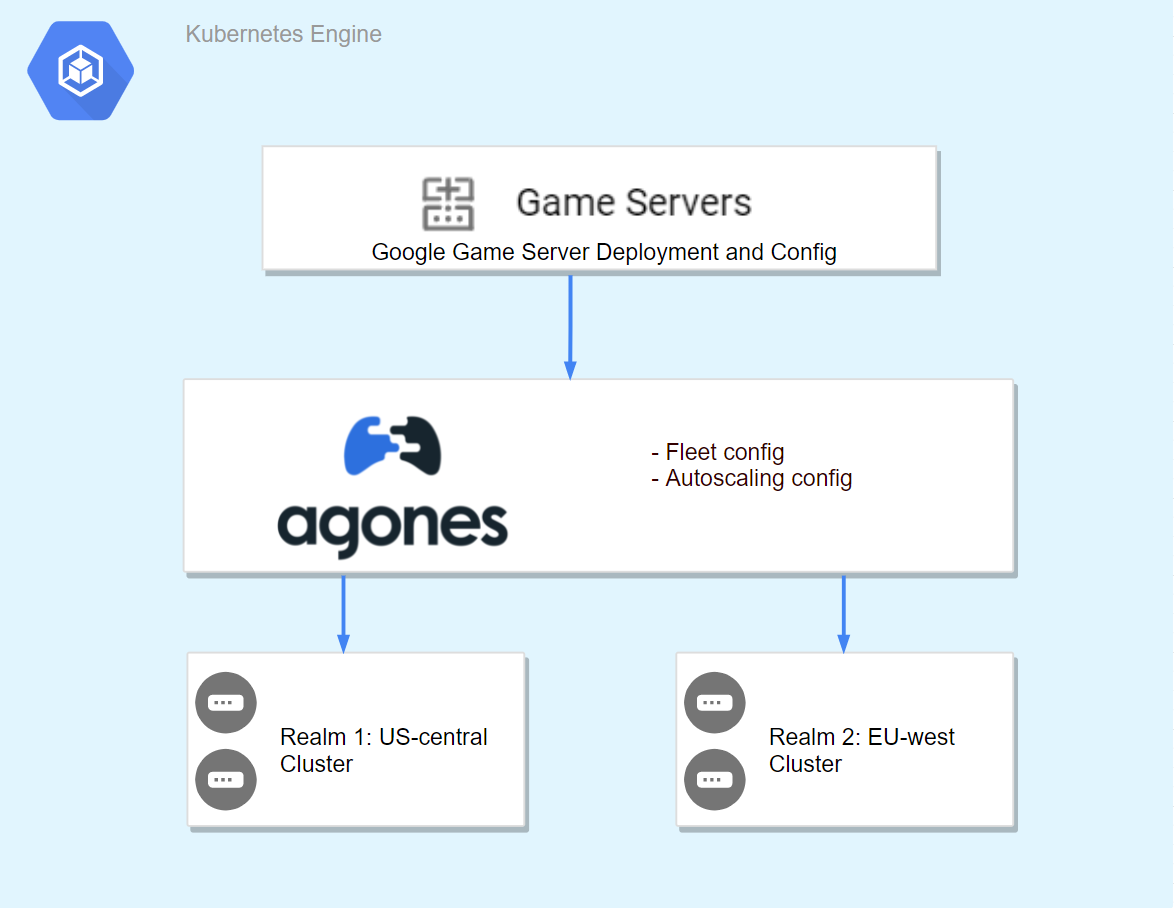 Kubernetes Engine
Game Servers
Google Game Server Deployment and Config
agones
- Fleet config
- Autoscaling config
Realm 1: US-central
Cluster
Realm 2: EU-west
Cluster